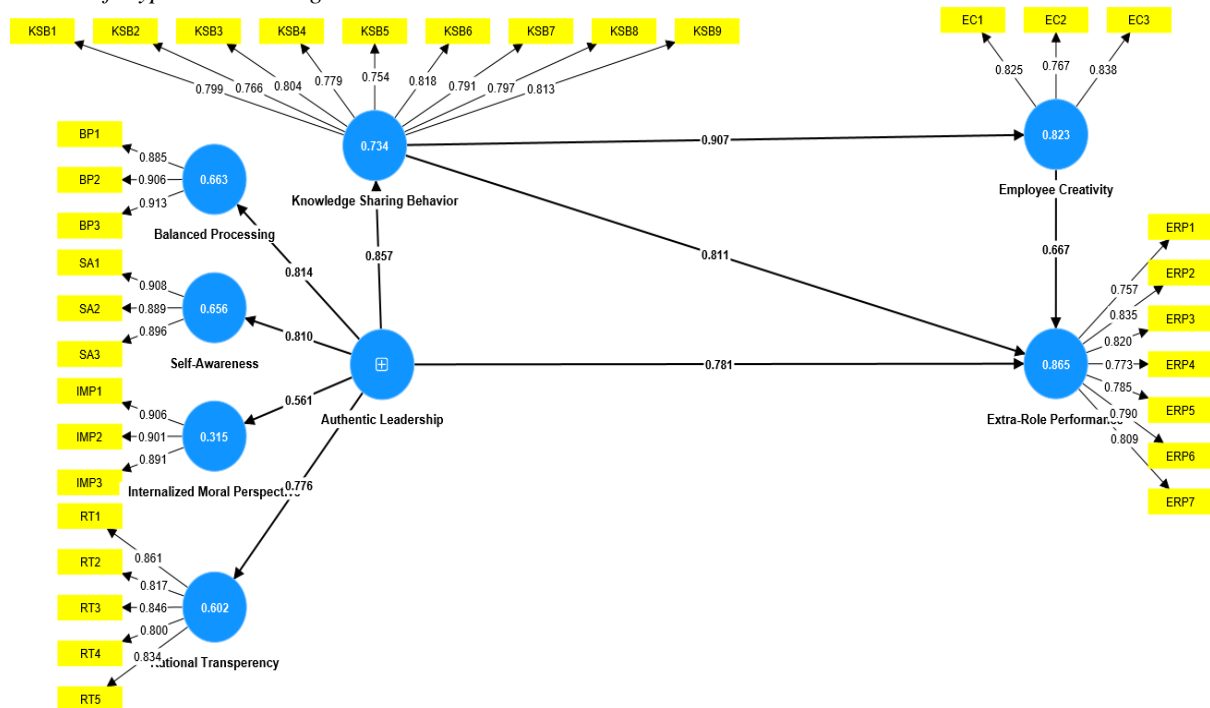 KSB1 KSB2 KSB3 KSB4 KSB5 KSB6 KSB7 KSB8 KSB9
EC1 EC2 EC3
0.799 0.766 0.804 0.779 0.754 0.818 0.791 0.797 0.813
0.825 0.767 0.838
0.734
Knowledge Sharing Behavior
0.907
0.823
Employee Creativity
BP1
BP2
BP3
0.885
0.906
0.913
0.663
Balanced Processing
0.814
0.857
0.811
0.667
SA1
SA2
SA3
0.908
0.889
0.896
0.656
Self-Awareness
0.810
Authentic Leadership
0.781
0.865
Extra-Role Performance
ERP1
ERP2
ERP3
ERP4
ERP5
ERP6
ERP7
0.757
0.835
0.820
0.773
0.785
0.790
0.809
IMP1
IMP2
IMP3
0.906
0.901
0.891
0.315
Internalized Moral Perspective
0.561
0.776
RT1
RT2
RT3
RT4
RT5
0.861
0.817
0.846
0.800
0.834
0.602
Transperency